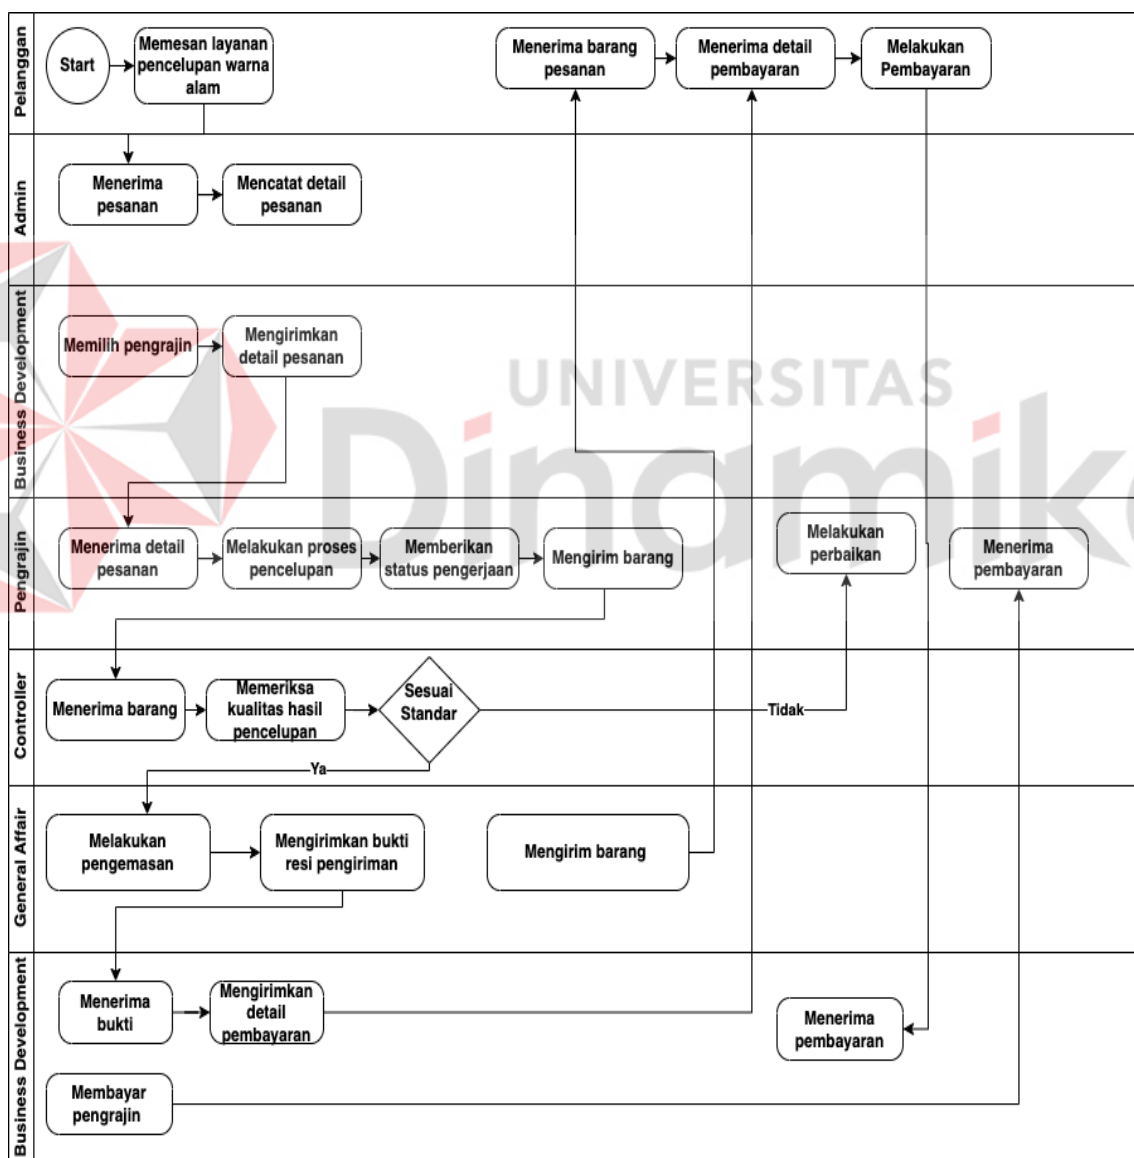 Pelanggan
Start
Memesan layanan
pencelupan warna
alam
Menerima barang
pesanan
Menerima detail
pembayaran
Melakukan
Pembayaran
Admin
Menerima
pesanan
Mencatat detail
pesanan
Business Development
Memilih pengrajin
Mengirimkan
detail pesanan
UNIVERSITAS
Dinamika
Pengrajin
Menerima detail
pesanan
Melakukan proses
pencelupan
Memberikan
status pengerjaan
Mengirim barang
Melakukan
perbaikan
Menerima
pembayaran
Controller
Menerima barang
Memeriksa
kualitas hasil
pencelupan
Sesuai
Standar
Tidak
Ya
General Affair
Melakukan
pengemasan
Mengirimkan bukti
resi pengiriman
Mengirim barang
Business Development
Menerima
bukti
Mengirimkan
detail
pembayaran
Menerima
pembayaran
Membayar
pengrajin